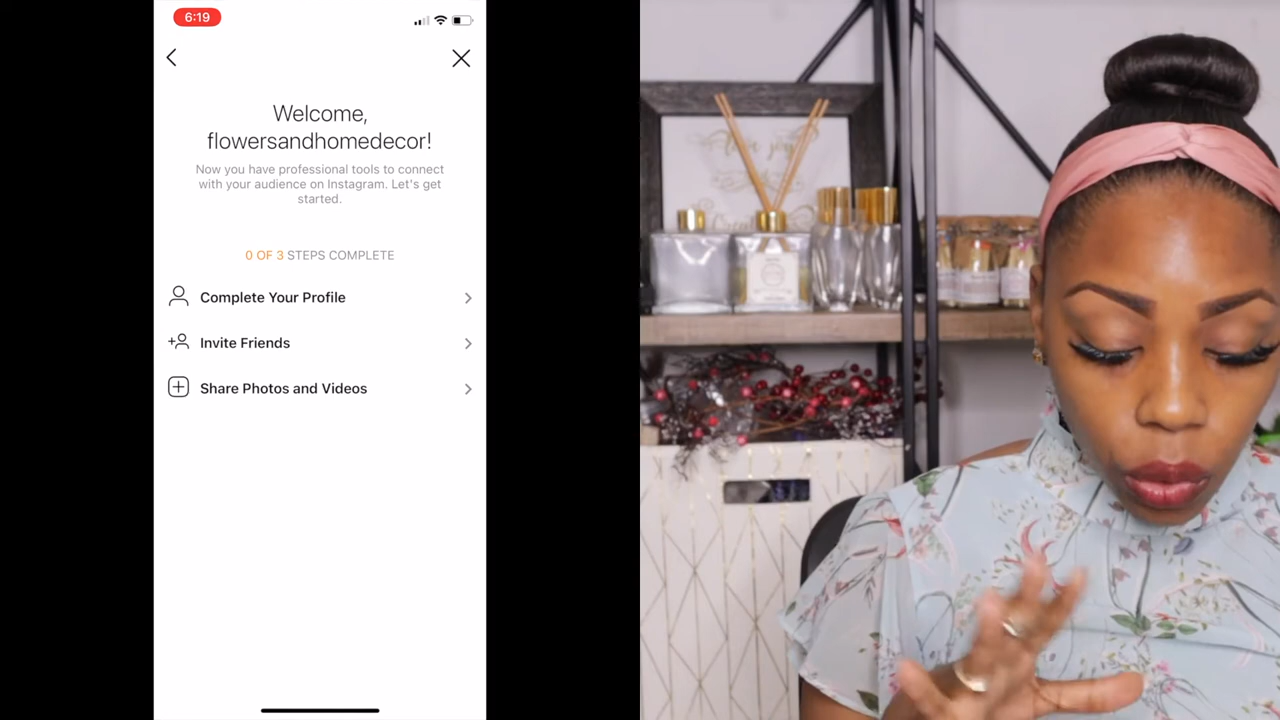 6:19
Welcome,
flowersandhomedecor!
Now you have professional tools to connect
with your audience on Instagram. Let's get
started.
0 OF 3 STEPS COMPLETE
Complete Your Profile
Invite Friends
Share Photos and Videos